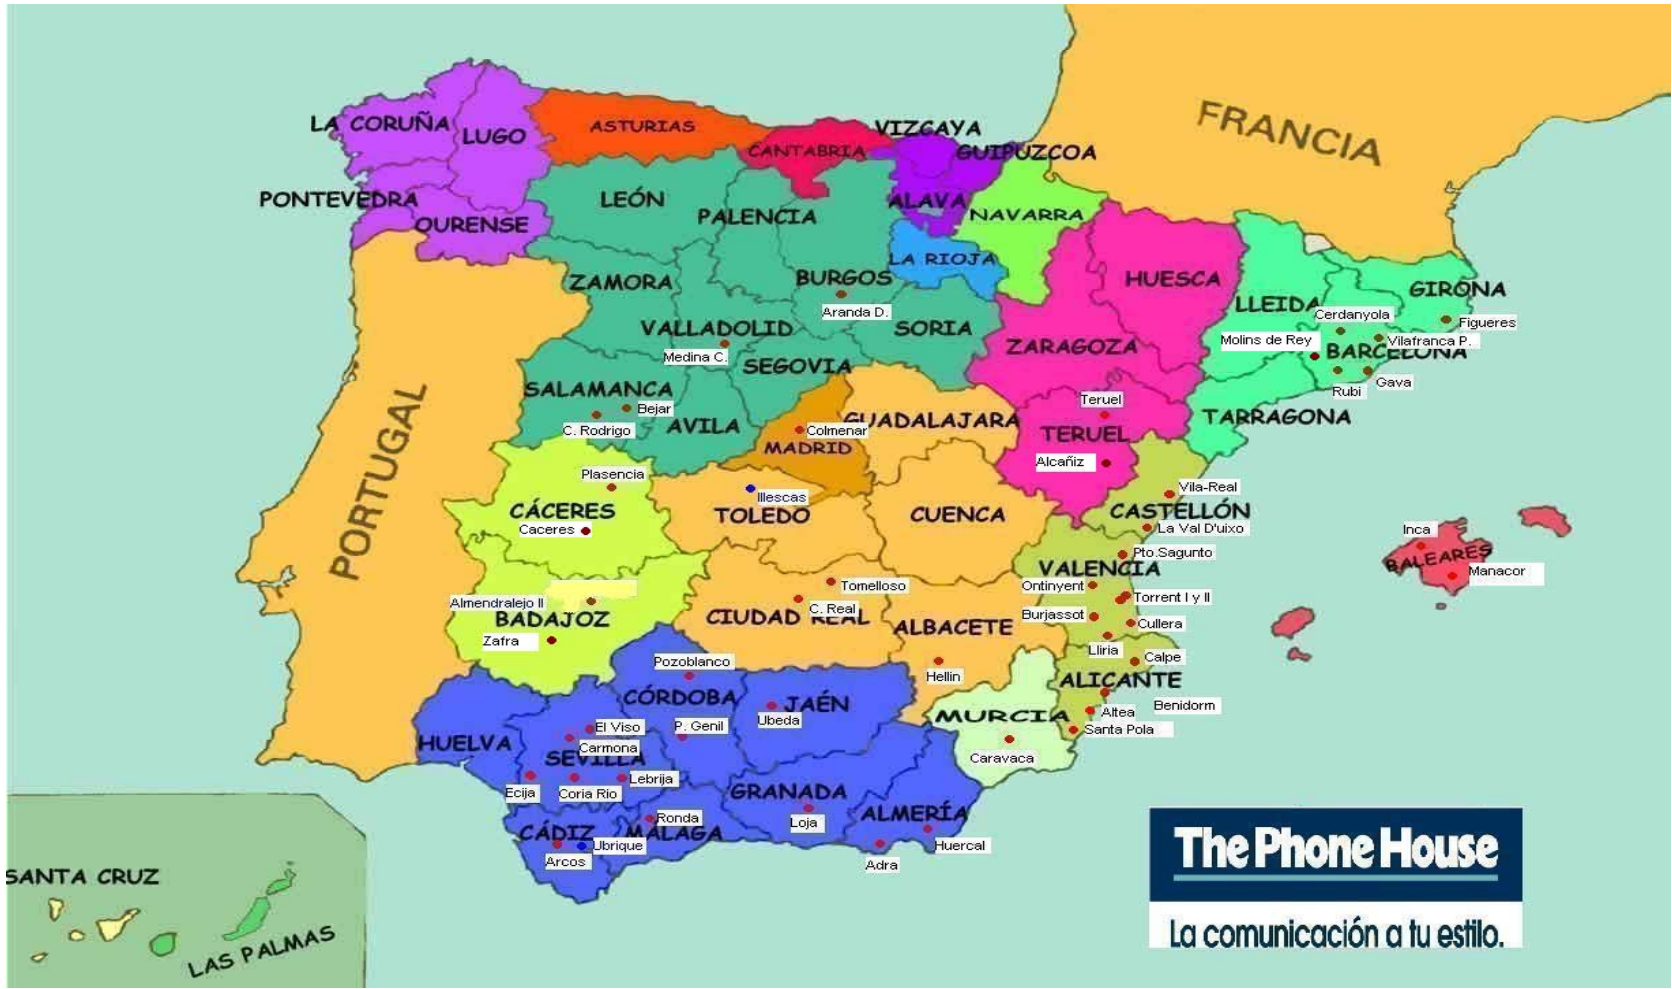 FRANCIA
VIZCAYA
LA CORUÑA
LUGO
ASTURIAS
CANTABRIA
GUIPUZCOA
PONTEVEDRA
OURENSE
LEÓN
PALENCIA
ALAVA
NAVARRA
LA RIOJA
ZAMORA
BURGOS
HUESCA
LLEIDA
GIRONA
Aranda D.
Cerdanyola
Figueres
VALLADOLID
SORIA
ZARAGOZA
Molins de Rey
Vilafranca P.
BARCELONA
Medina C.
SEGOVIA
Rubi
Gava
SALAMANCA
Bejar
C. Rodrigo
AVILA
Colmenar
MADRID
GUADALAJARA
Teruel
TERUEL
TARRAGONA
Alcañiz
PORTUGAL
Plasencia
CÁCERES
Caceres
Illescas
TOLEDO
CUENCA
Vila-Real
CASTELLÓN
La Val D'uixo
Inca
BALEARES
Manacor
Pto.Sagunto
VALENCIA
Ontinyent
Torrent I y II
Burjassot
Cullera
Lliria
Almendralejo II
BADAJOZ
Zafra
Tomelloso
C. Real
CIUDAD REAL
ALBACETE
Hellin
Calpe
ALICANTE
Benidorm
Altea
Santa Pola
Pozoblanco
CÓRDOBA
JAÉN
Ubeda
P. Genil
MURCIA
Caravaca
HUELVA
El Viso
Carmona
SEVILLA
Ecija
Coria Rio
Lebrija
GRANADA
Loja
ALMERÍA
Huercal
Adra
Ronda
MÁLAGA
CÁDIZ
Ubrique
Arcos
SANTA CRUZ
LAS PALMAS
The Phone House
La comunicación a tu estilo.